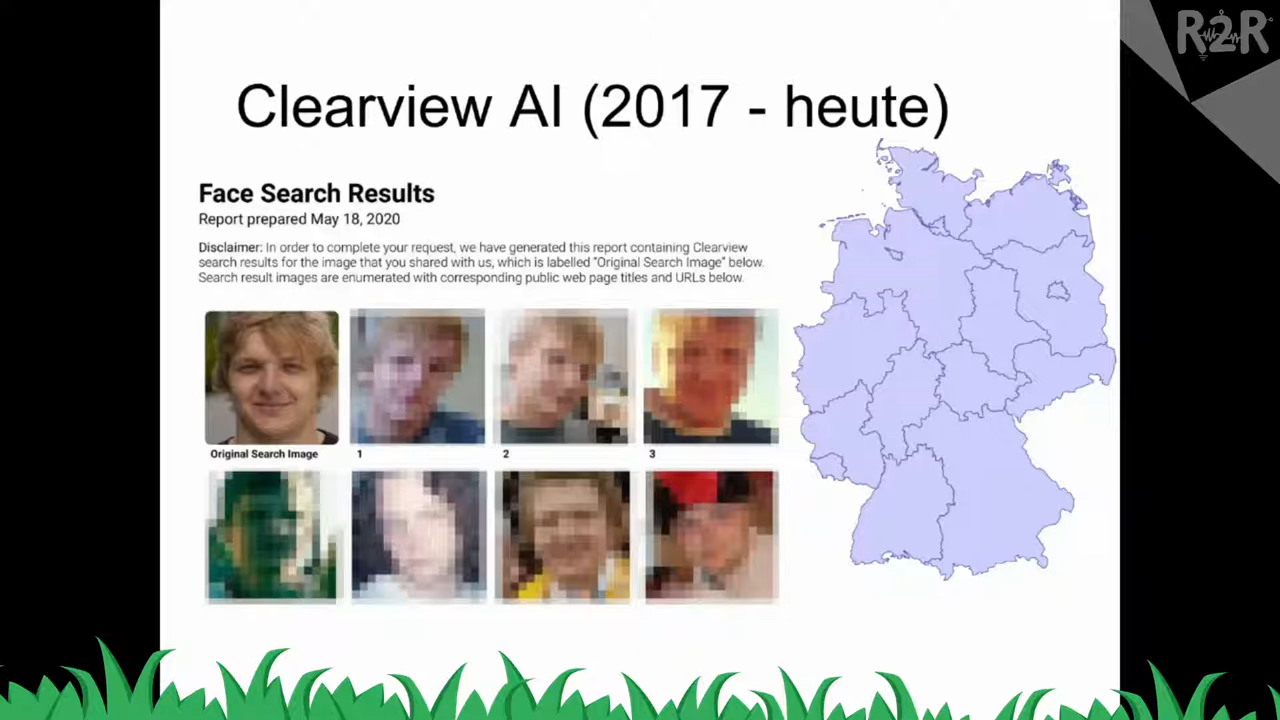 R2R
Clearview AI (2017 - heute)
Face Search Results
Report prepared May 18, 2020
Disclaimer: In order to complete your request, we have generated this report containing Clearview
search results for the image that you shared with us, which is labelled "Original Search Image" below.
Search result images are enumerated with corresponding public web page titles and URLs below.
Original Search Image
1
2
3